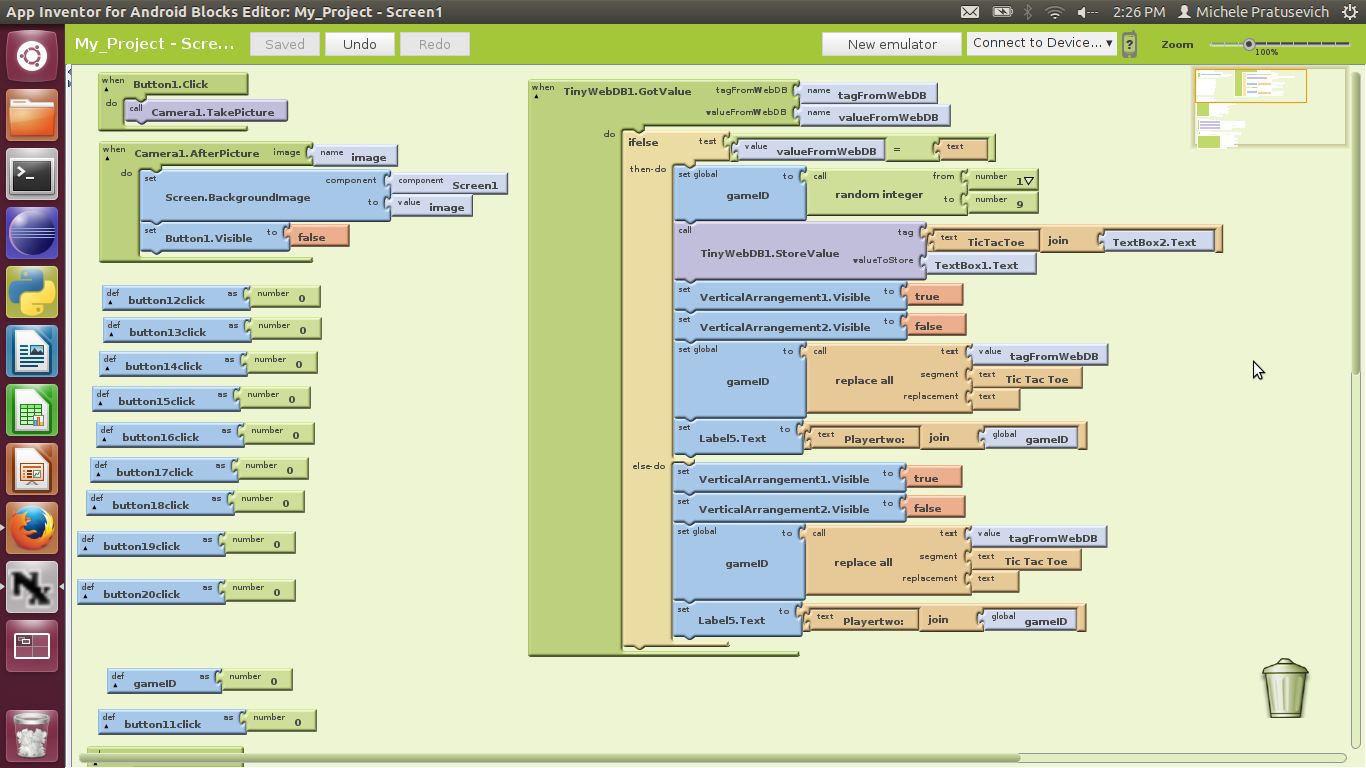 App Inventor for Android Blocks Editor: My_Project - Screen1
2:26 PM Michele Pratusevich
My_Project - Scre... Saved Undo Redo New emulator Connect to Device... Zoom 100%
when Button1.Click
do call Camera1.TakePicture
when Camera1.AfterPicture image name image
do set Screen.BackgroundImage component component Screen1
to value image
set Button1.Visible to false
def button12click as number 0
def button13click as number 0
def button14click as number 0
def button15click as number 0
def button16click as number 0
def button17click as number 0
def button18click as number 0
def button19click as number 0
def button20click as number 0
def gameID as number 0
def button11click as number 0
when TinyWebDB1.GotValue tagFromWebDB name tagFromWebDB
valueFromWebDB name valueFromWebDB
do ifelse test value valueFromWebDB = text
then-do set global gameID to call random integer from number 1
to number 9
call TinyWebDB1.StoreValue tag text TicTacToe join TextBox2.Text
valueToStore TextBox1.Text
set VerticalArrangement1.Visible to true
set VerticalArrangement2.Visible to false
set global gameID to call replace all text value tagFromWebDB
segment text Tic Tac Toe
replacement text
set Label5.Text to text Playertwo: join global gameID
else-do set VerticalArrangement1.Visible to true
set VerticalArrangement2.Visible to false
set global gameID to call replace all text value tagFromWebDB
segment text Tic Tac Toe
replacement text
set Label5.Text to text Playertwo: join global gameID